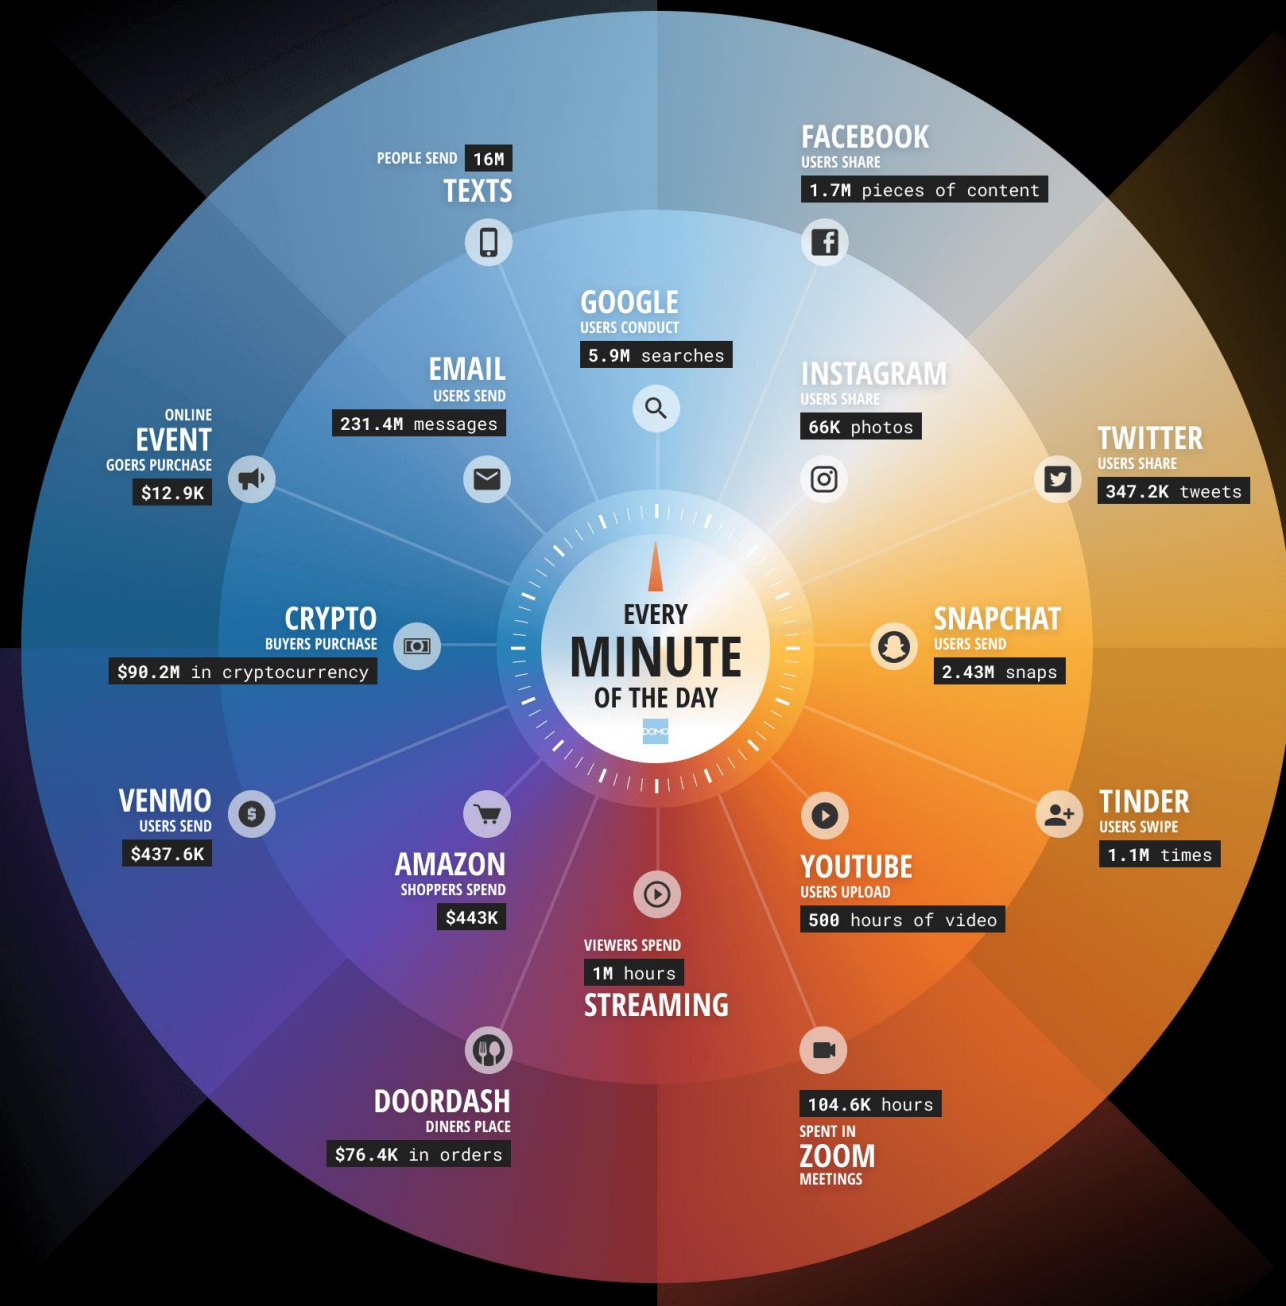 PEOPLE SEND 16M
TEXTS
FACEBOOK
USERS SHARE
1.7M pieces of content
GOOGLE
USERS CONDUCT
5.9M searches
EMAIL
USERS SEND
231.4M messages
INSTAGRAM
USERS SHARE
66K photos
ONLINE
EVENT
GOERS PURCHASE
$12.9K
TWITTER
USERS SHARE
347.2K tweets
CRYPTO
BUYERS PURCHASE
$90.2M in cryptocurrency
EVERY
MINUTE
OF THE DAY
DOMO
SNAPCHAT
USERS SEND
2.43M snaps
VENMO
USERS SEND
$437.6K
AMAZON
SHOPPERS SPEND
$443K
VIEWERS SPEND
1M hours
STREAMING
YOUTUBE
USERS UPLOAD
500 hours of video
TINDER
USERS SWIPE
1.1M times
DOORDASH
DINERS PLACE
$76.4K in orders
104.6K hours
SPENT IN
ZOOM
MEETINGS